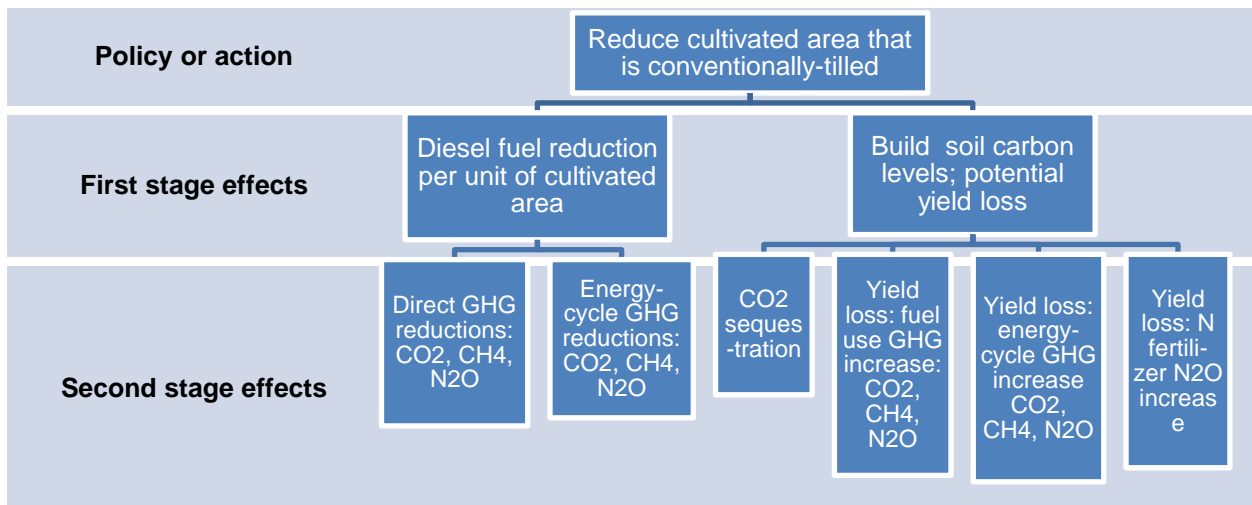 Policy or action
Reduce cultivated area that
is conventionally-tilled
First stage effects
Diesel fuel reduction
per unit of cultivated
area
Build  soil carbon
levels; potential
yield loss
Second stage effects
Direct GHG
reductions:
CO2, CH4,
N2O
Energy-
cycle GHG
reductions:
CO2, CH4,
N2O
CO2
seques
-tration
Yield
loss: fuel
use GHG
increase:
CO2,
CH4,
N2O
Yield loss:
energy-
cycle GHG
increase
CO2,
CH4, N2O
Yield
loss: N
fertili-
zer N2O
increas
e